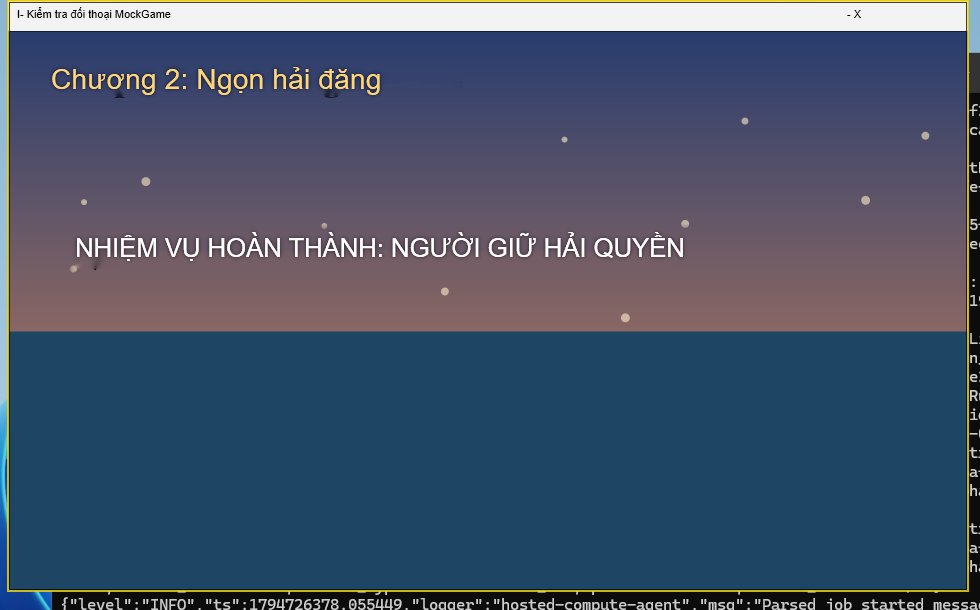 I- Kiểm tra đối thoại MockGame
- X
Chương 2: Ngọn hải đăng
NHIỆM VỤ HOÀN THÀNH: NGƯỜI GIỮ HẢI QUYỀN
{"level":"INFO","ts":1794726378.055449,"logger":"hosted-compute-agent","msg":"Parsed job started mess